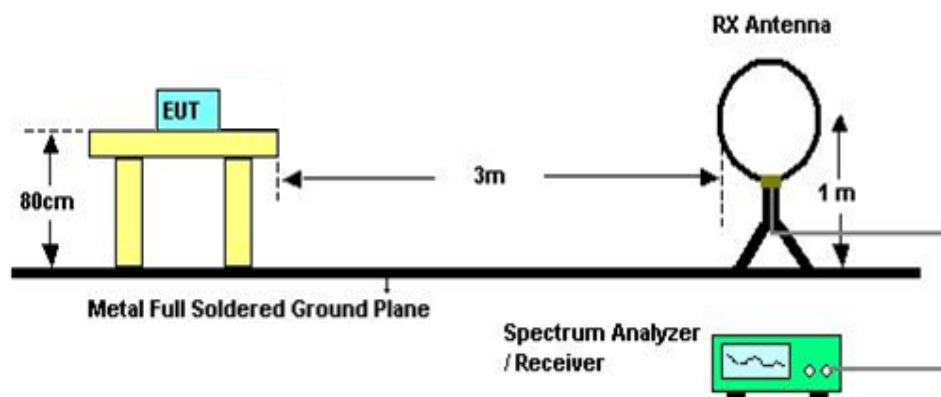 RX Antenna
EUT
3m
80cm
1 m
Metal Full Soldered Ground Plane
Spectrum Analyzer
/ Receiver